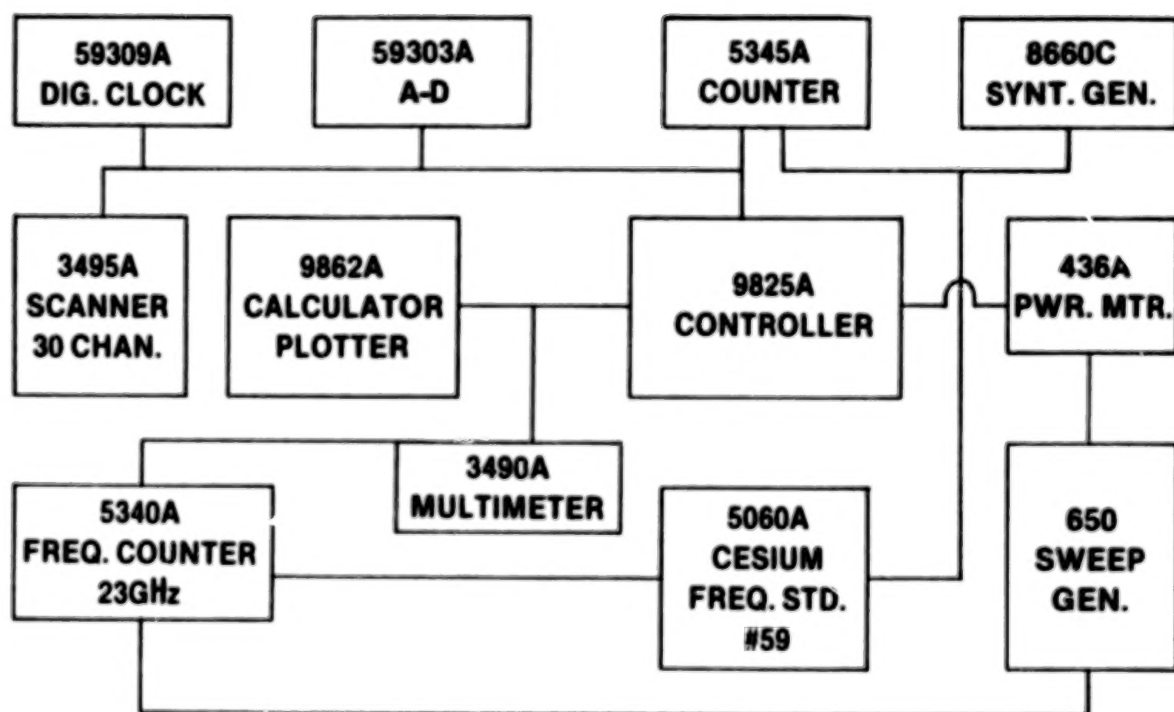 59309A
DIG. CLOCK
59303A
A-D
5345A
COUNTER
8660C
SYNT. GEN.
3495A
SCANNER
30 CHAN.
9862A
CALCULATOR
PLOTTER
9825A
CONTROLLER
436A
PWR. MTR.
5340A
FREQ. COUNTER
23GHz
3490A
MULTIMETER
5060A
CESIUM
FREQ. STD.
#59
650
SWEEP
GEN.